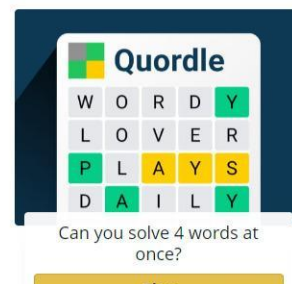 Quordle
W O R D Y
L O V E R
P L A Y S
D A I L Y
Can you solve 4 words at
once?